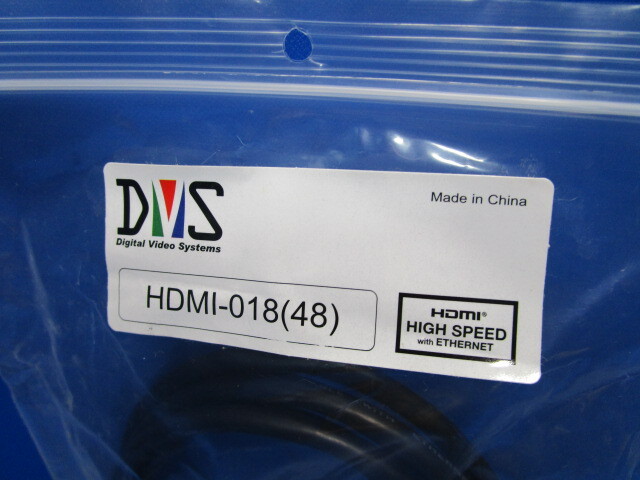 DVS
Digital Video Systems
Made in China
HDMI-018(48)
HDMI®
HIGH SPEED
with ETHERNET